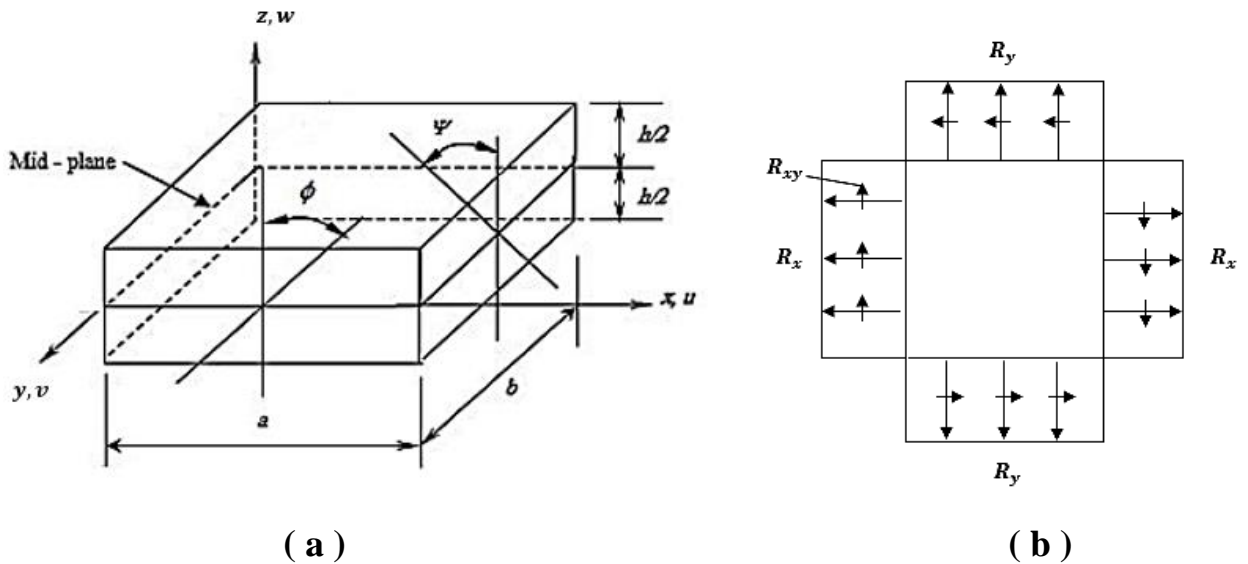 z, w
Mid - plane
ϕ
Ψ
h/2
h/2
x, u
y, v
a
b
( a )
R_y
R_xy
R_x
R_x
R_y
( b )